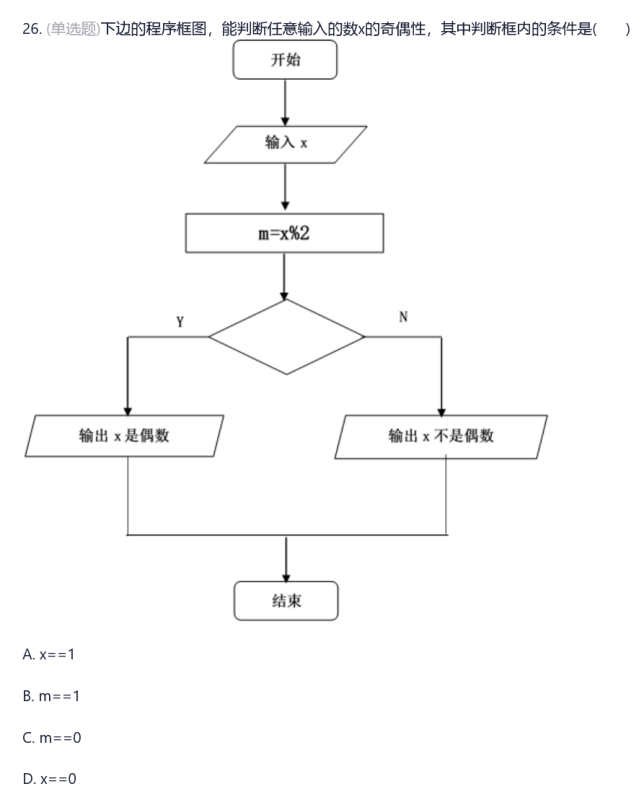 26. (单选题)下边的程序框图，能判断任意输入的数x的奇偶性，其中判断框内的条件是(      )
开始
输入 x
m=x%2
Y
N
输出 x 是偶数
输出 x 不是偶数
结束
A. x==1
B. m==1
C. m==0
D. x==0